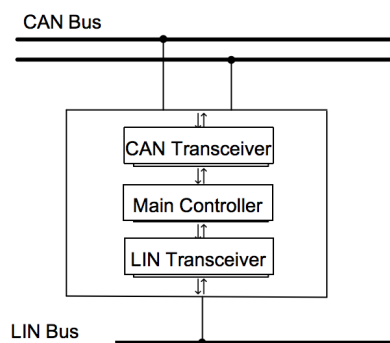 CAN Bus
CAN Transceiver
Main Controller
LIN Transceiver
LIN Bus